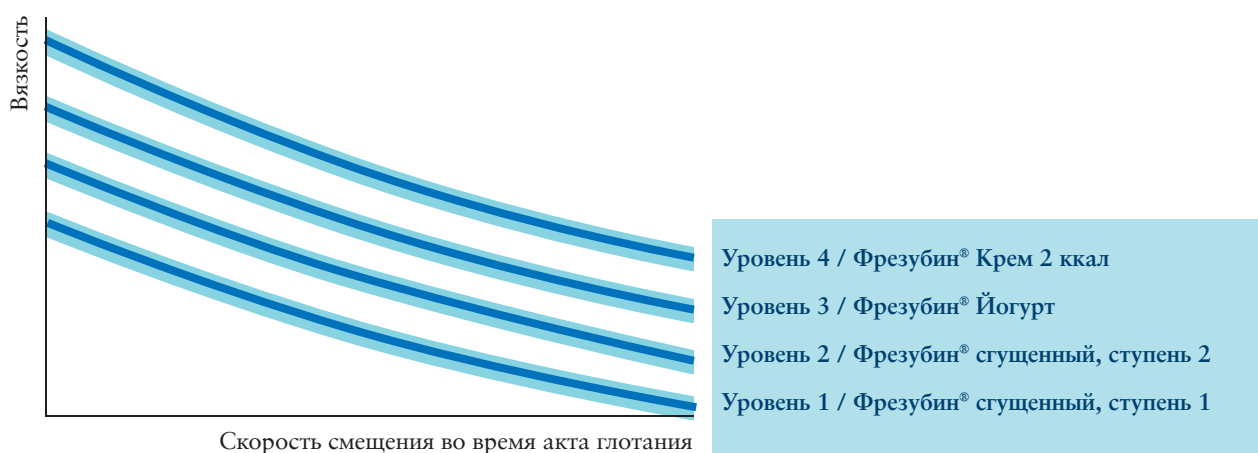 Вязкость
Уровень 4 / Фрезубин® Крем 2 ккал
Уровень 3 / Фрезубин® Йогурт
Уровень 2 / Фрезубин® сгущенный, ступень 2
Уровень 1 / Фрезубин® сгущенный, ступень 1
Скорость смещения во время акта глотания